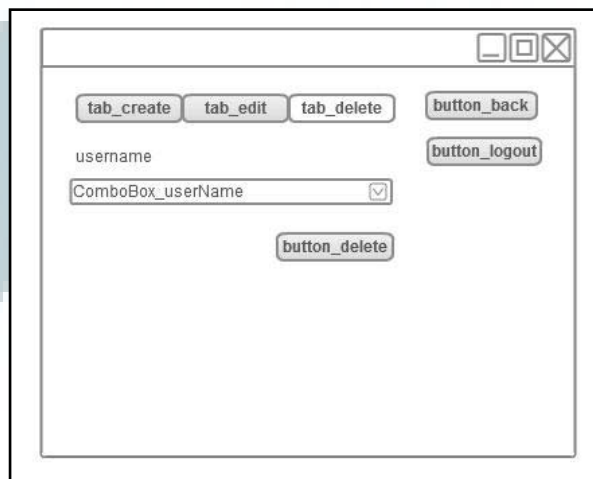 tab_create tab_edit tab_delete button_back
username button_logout
ComboBox_userName
button_delete